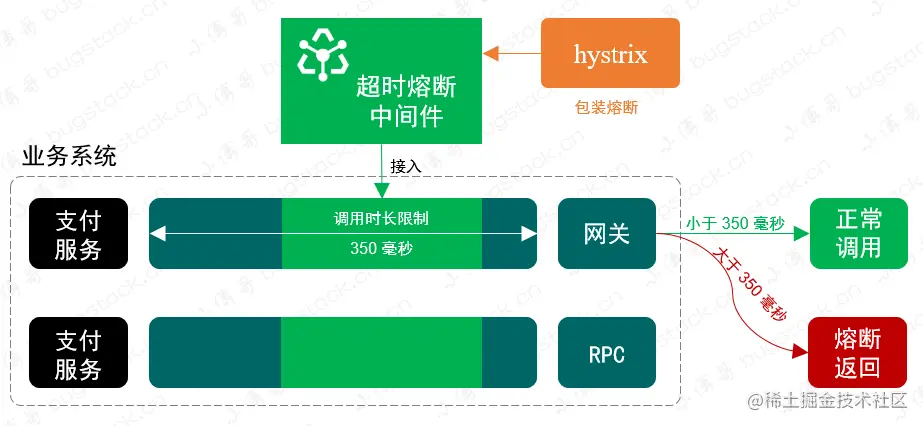 hystrix
超时熔断
中间件
包装熔断
业务系统
接入
支付
服务
调用时长限制
350 毫秒
网关
小于 350 毫秒
正常
调用
大于 350 毫秒
支付
服务
RPC
熔断
返回
@稀土掘金技术社区
小傅哥 bugstack.cn